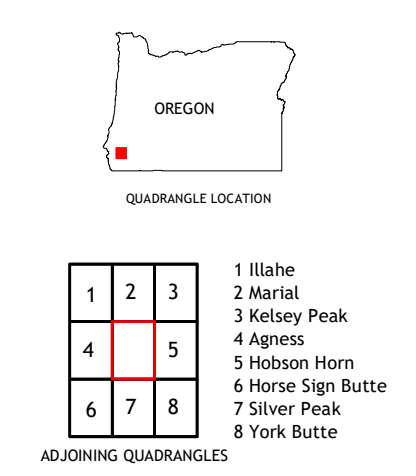 OREGON
QUADRANGLE LOCATION
1 2 3
4 5
6 7 8
1 Illahe
2 Marial
3 Kelsey Peak
4 Agness
5 Hobson Horn
6 Horse Sign Butte
7 Silver Peak
8 York Butte
ADJOINING QUADRANGLES